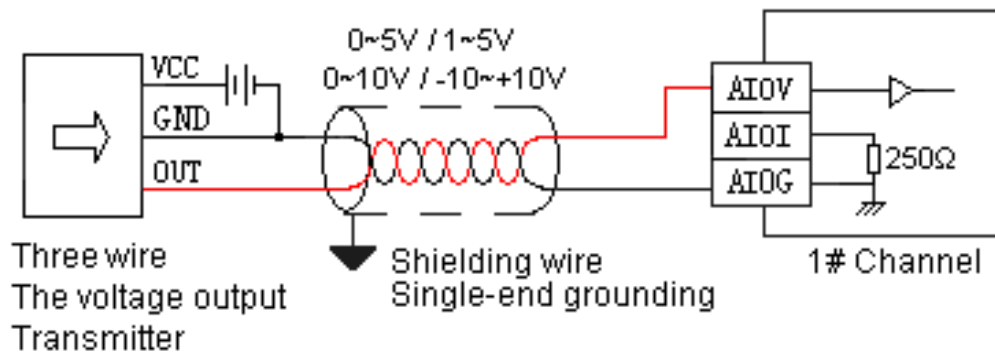 0~5V / 1~5V
0~10V / -10~+10V
VCC
GND
OUT
AI0V
AI0I
AI0G
250Ω
Three wire
The voltage output
Transmitter
Shielding wire
Single-end grounding
1# Channel